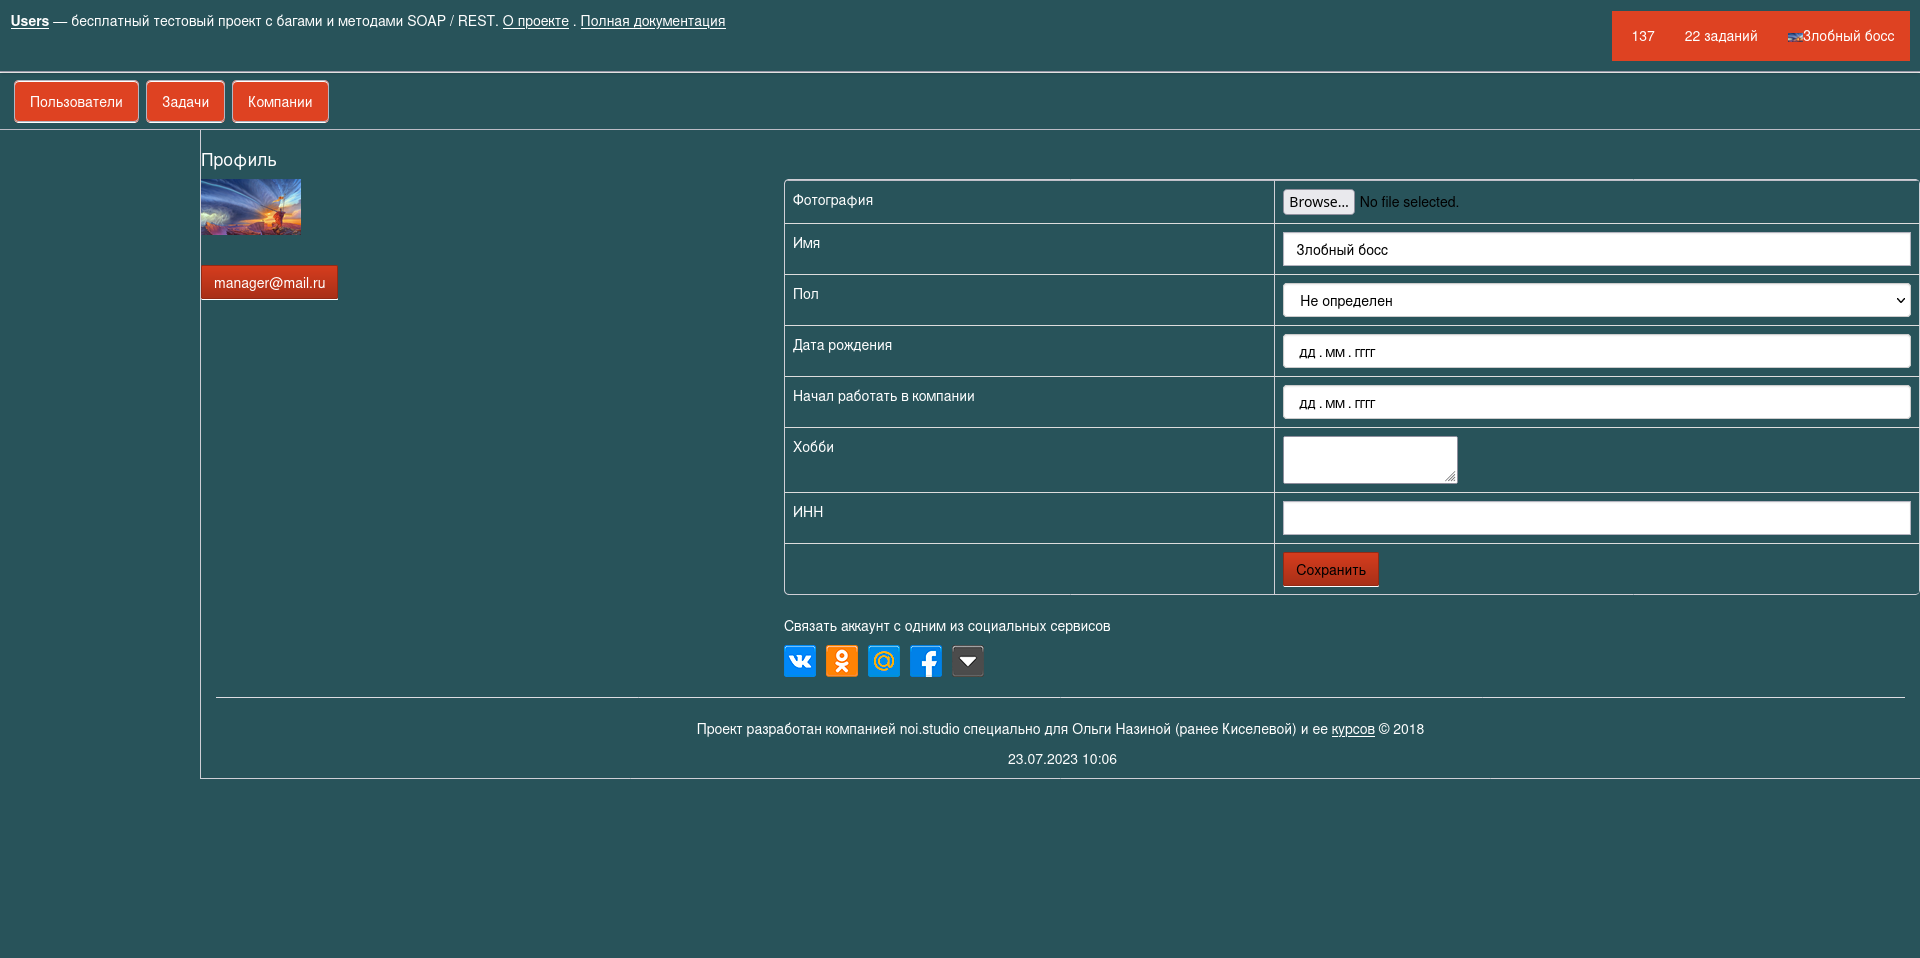 Users — бесплатный тестовый проект с багами и методами SOAP / REST. О проекте . Полная документация
137 22 заданий Злобный босс
Пользователи Задачи Компании
Профиль
manager@mail.ru
Фотография Browse... No file selected.
Имя Злобный босс
Пол Не определен
Дата рождения дд . мм . гггг
Начал работать в компании дд . мм . гггг
Хобби
ИНН
Сохранить
Связать аккаунт с одним из социальных сервисов
Проект разработан компанией noi.studio специально для Ольги Назиной (ранее Киселевой) и ее курсов © 2018
23.07.2023 10:06